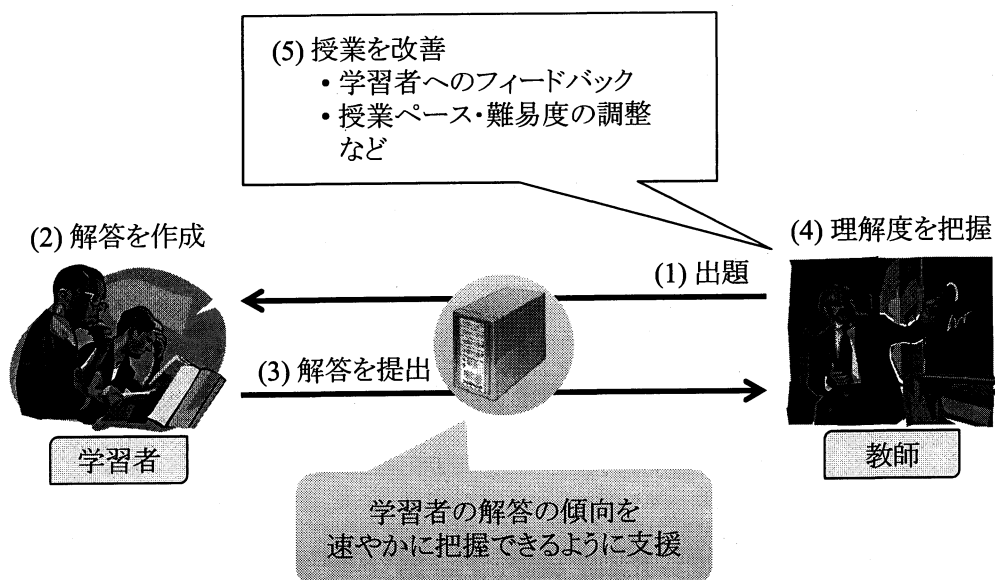 (5) 授業を改善
・学習者へのフィードバック
・授業ペース・難易度の調整
など
(2) 解答を作成
(4) 理解度を把握
(1) 出題
(3) 解答を提出
学習者
教師
学習者の解答の傾向を
速やかに把握できるように支援